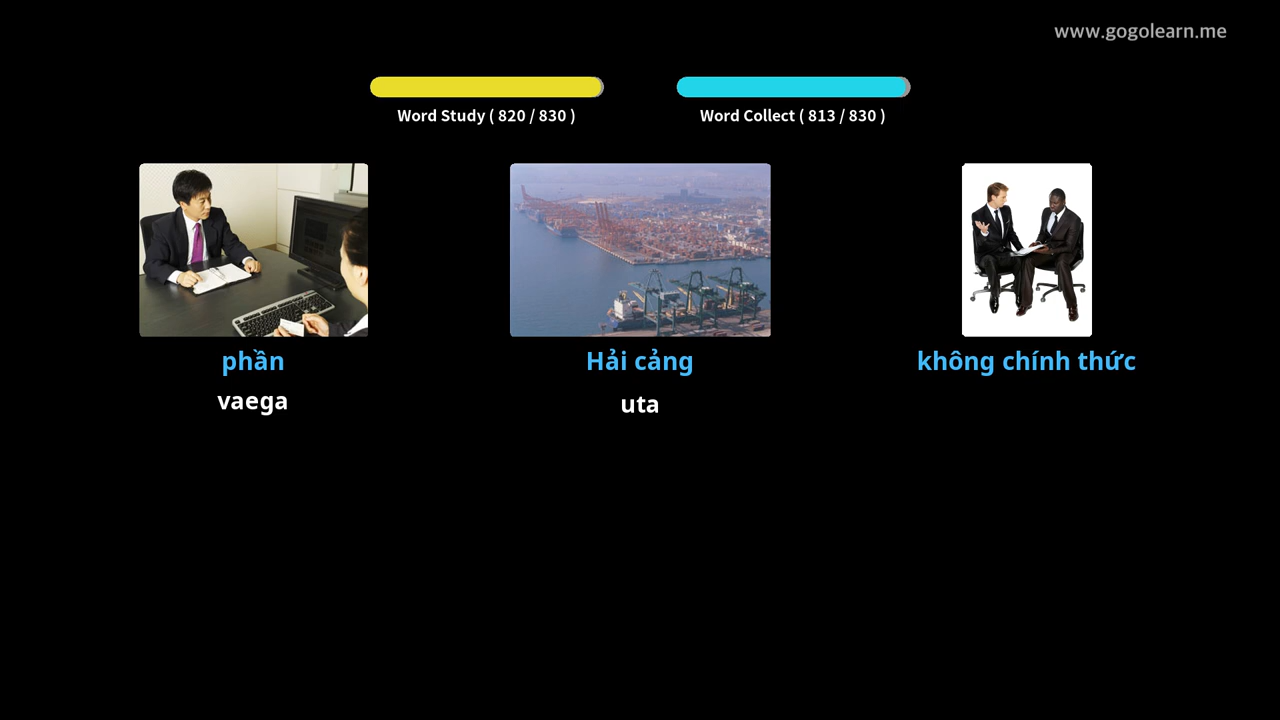 www.gogolearn.me
Word Study ( 820 / 830 )
Word Collect ( 813 / 830 )
phần
Hải cảng
không chính thức
vaega
uta